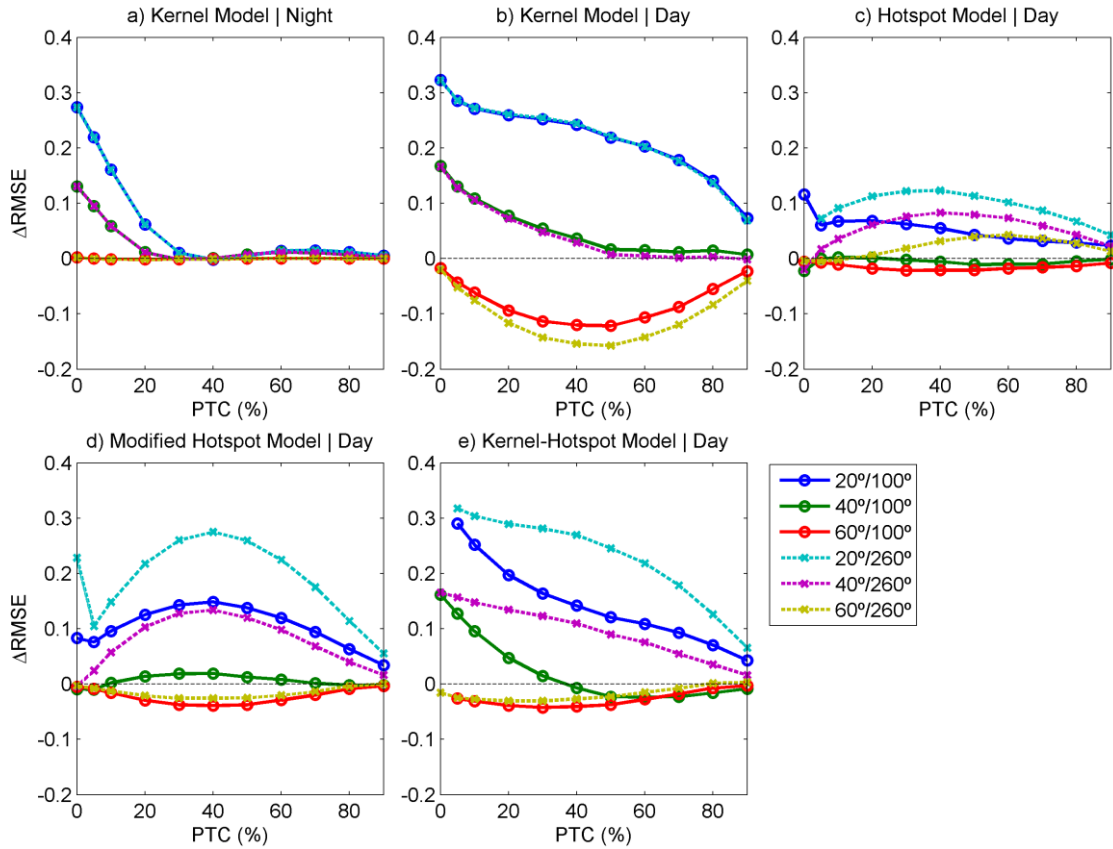 a) Kernel Model | Night
b) Kernel Model | Day
c) Hotspot Model | Day
ΔRMSE
0.4
0.3
0.2
0.1
0
-0.1
-0.2
0 20 40 60 80
PTC (%)
0.4
0.3
0.2
0.1
0
-0.1
-0.2
0 20 40 60 80
PTC (%)
0.4
0.3
0.2
0.1
0
-0.1
-0.2
0 20 40 60 80
PTC (%)
d) Modified Hotspot Model | Day
e) Kernel-Hotspot Model | Day
ΔRMSE
0.4
0.3
0.2
0.1
0
-0.1
-0.2
0 20 40 60 80
PTC (%)
0.4
0.3
0.2
0.1
0
-0.1
-0.2
0 20 40 60 80
PTC (%)
20º/100º
40º/100º
60º/100º
20º/260º
40º/260º
60º/260º